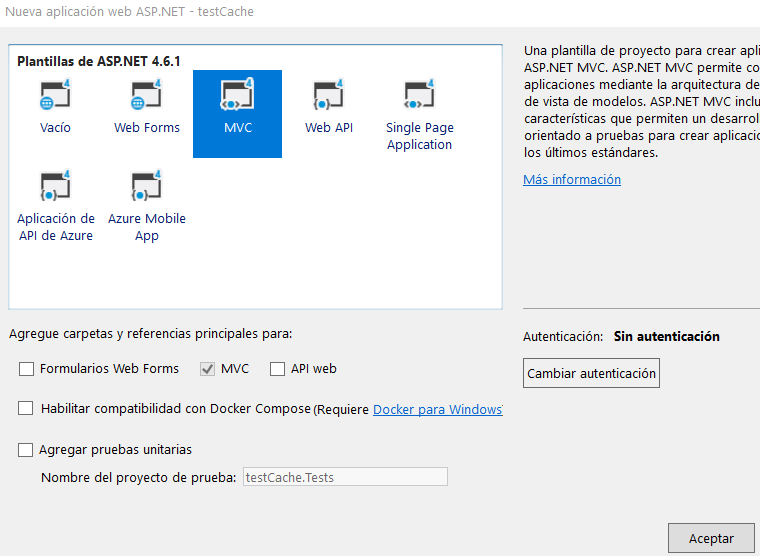 Nueva aplicación web ASP.NET - testCache
Plantillas de ASP.NET 4.6.1
Vacío
Web Forms
MVC
Web API
Single Page
Application
Aplicación de
API de Azure
Azure Mobile
App
Una plantilla de proyecto para crear apli
ASP.NET MVC. ASP.NET MVC permite co
aplicaciones mediante la arquitectura de
de vista de modelos. ASP.NET MVC inclu
características que permiten un desarrol
orientado a pruebas para crear aplicacio
los últimos estándares.
Más información
Agregue carpetas y referencias principales para:
Formularios Web Forms
MVC
API web
Habilitar compatibilidad con Docker Compose (Requiere Docker para Windows)
Agregar pruebas unitarias
Nombre del proyecto de prueba: testCache.Tests
Autenticación: Sin autenticación
Cambiar autenticación
Aceptar